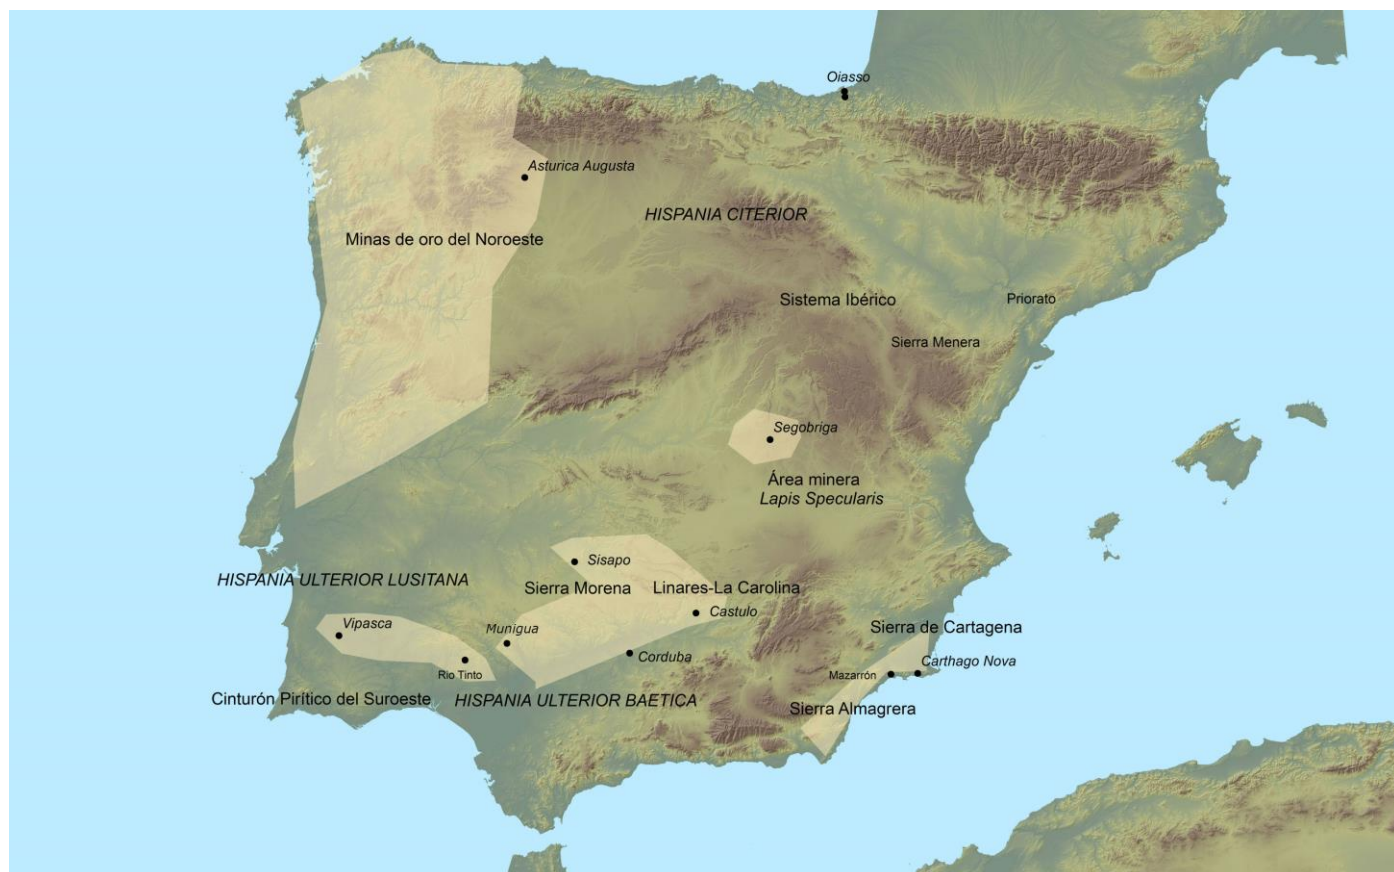 Oiasso
Asturica Augusta
HISPANIA CITERIOR
Minas de oro del Noroeste
Sistema Ibérico
Priorato
Sierra Menera
Segobriga
Área minera
Lapis Specularis
Sisapo
HISPANIA ULTERIOR LUSITANA
Sierra Morena
Linares-La Carolina
Castulo
Vipasca
Munigua
Sierra de Cartagena
Corduba
Carthago Nova
Rio Tinto
Mazarrón
Cinturón Pirítico del Suroeste
HISPANIA ULTERIOR BAETICA
Sierra Almagrera